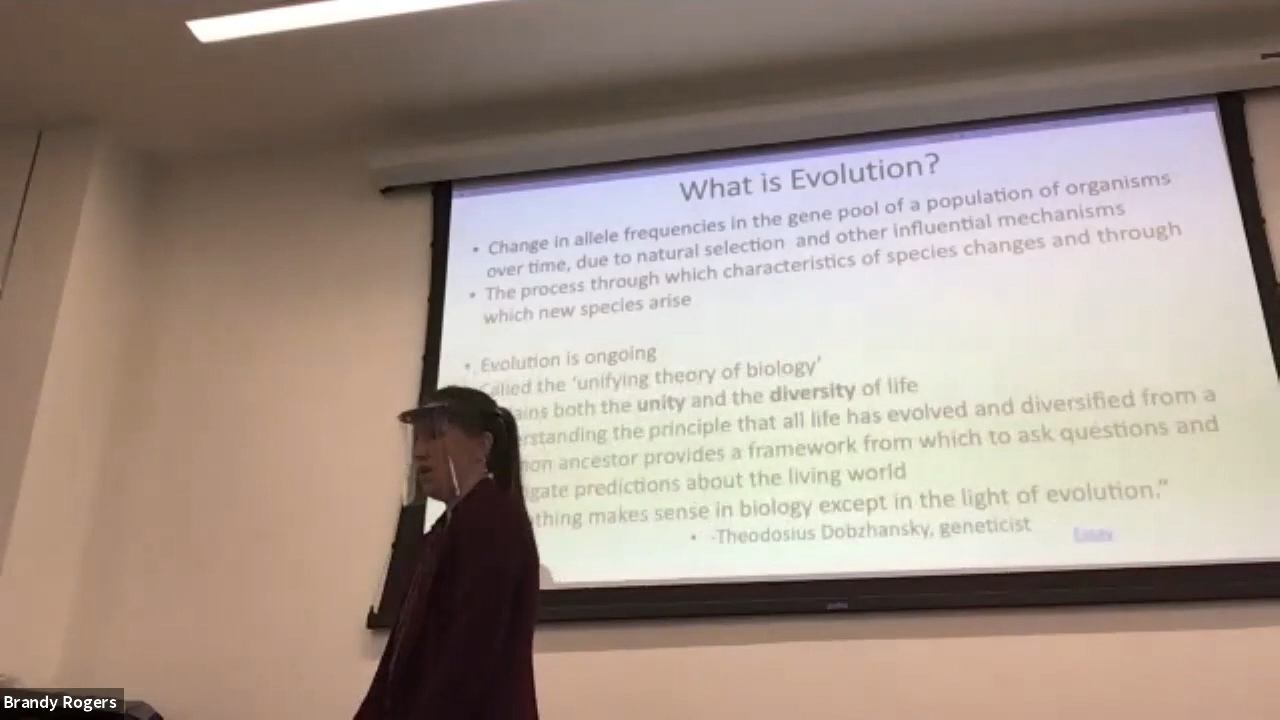 What is Evolution?
• Change in allele frequencies in the gene pool of a population of organisms
over time, due to natural selection and other influential mechanisms
• The process through which characteristics of species changes and through
which new species arise
• Evolution is ongoing
the 'unifying theory of biology'
both the unity and the diversity of life
the principle that all life has evolved and diversified from a
ancestor provides a framework from which to ask questions and
predictions about the living world
makes sense in biology except in the light of evolution,"
• -Theodosius Dobzhansky, geneticist
Brandy Rogers